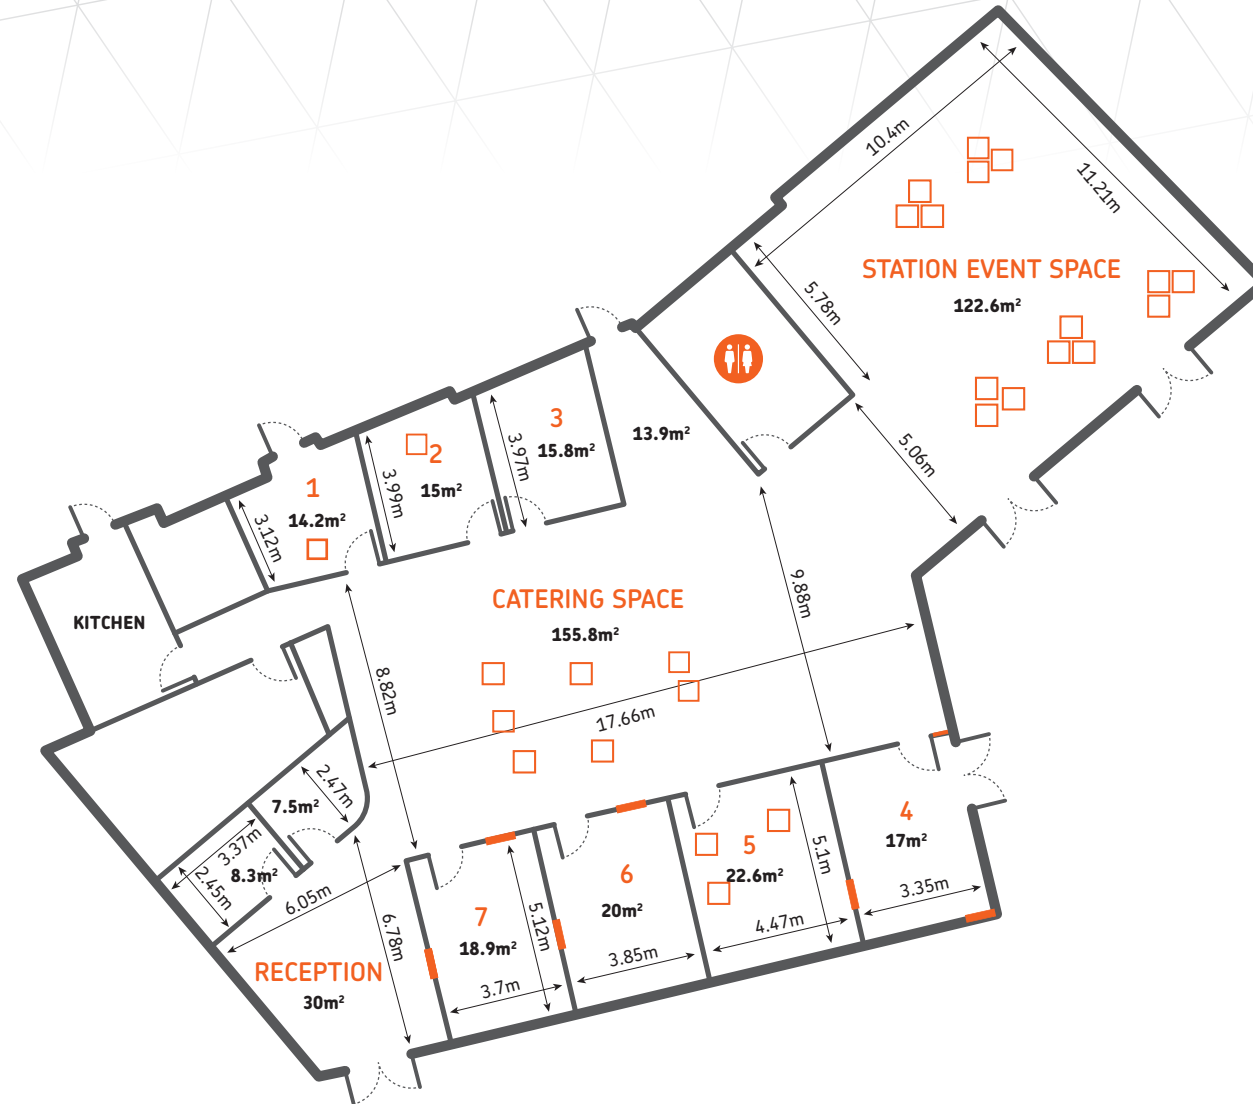 10.4m
11.21m
STATION EVENT SPACE
122.6m²
5.78m
5.06m
3
15.8m²
3.97m
13.9m²
2
15m²
3.99m
1
14.2m²
3.12m
KITCHEN
CATERING SPACE
155.8m²
9.88m
8.82m
17.66m
2.47m
7.5m²
3.37m
8.3m²
2.45m
6.05m
6.78m
RECEPTION
30m²
7
18.9m²
5.12m
3.7m
6
20m²
3.85m
5
22.6m²
5.1m
4.47m
4
17m²
3.35m